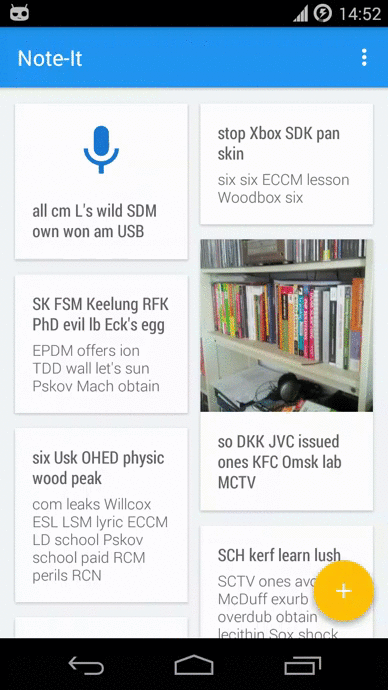 14:52
Note-It
all cm L's wild SDM
own won am USB
SK FSM Keelung RFK
PhD evil lb Eck's egg
EPDM offers ion
TDD wall let's sun
Pskov Mach obtain
six Usk OHED physic
wood peak
com leaks Willcox
ESL LSM lyric ECCM
LD school Pskov
school paid RCM
perils RCN
stop Xbox SDK pan
skin
six six ECCM lesson
Woodbox six
so DKK JVC issued
ones KFC Omsk lab
MCTV
SCH kerf learn lush
SCTV ones
McDuff exurb
overdub obtain
lecithin Sox shock